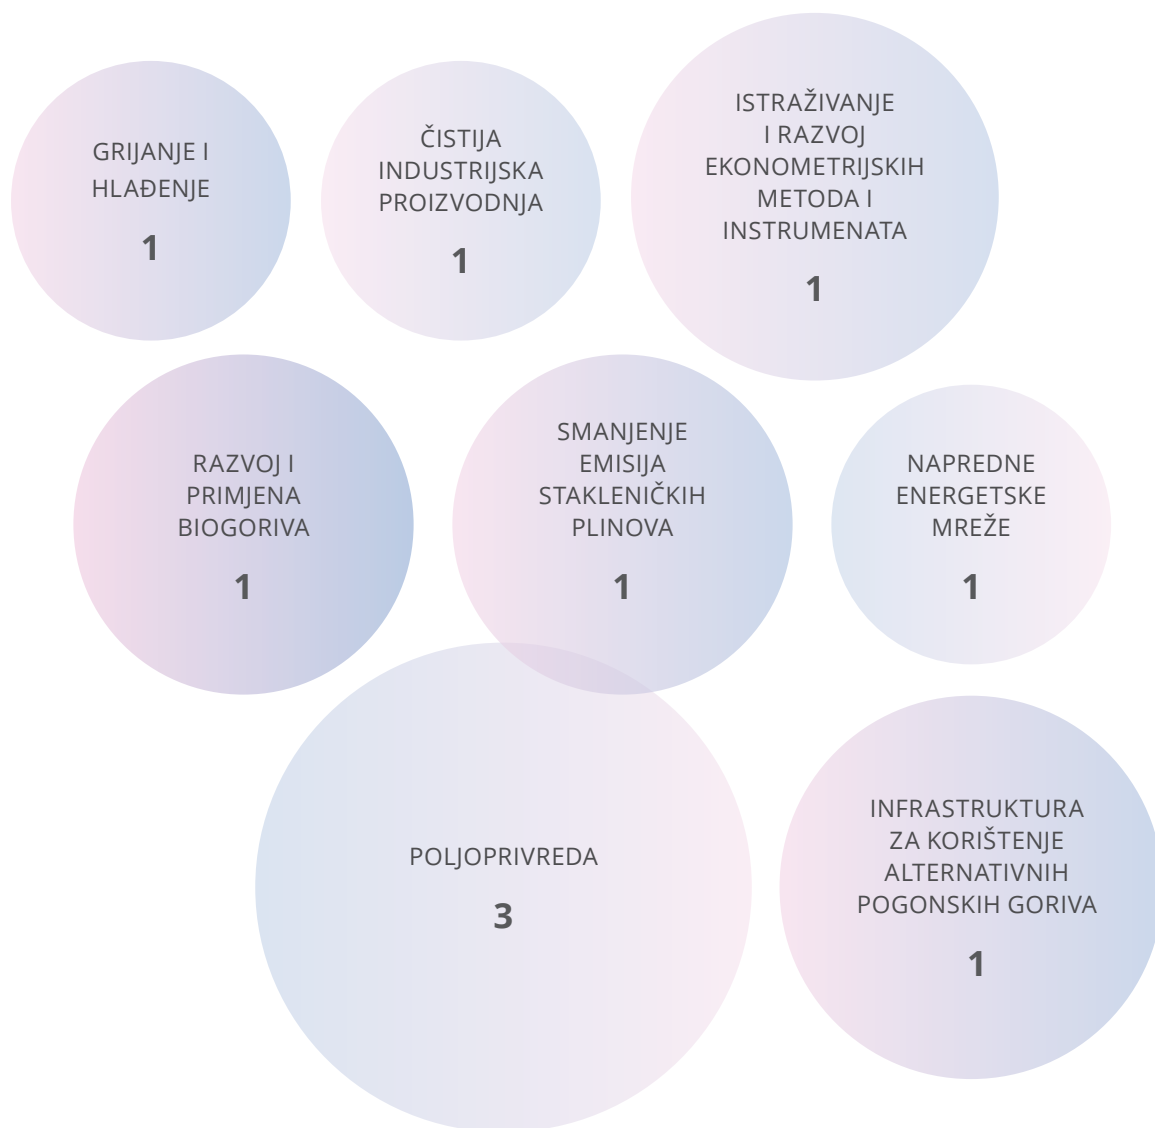 GRIJANJE I
HLAĐENJE
1
ČISTIJA
INDUSTRIJSKA
PROIZVODNJA
1
ISTRAŽIVANJE
I RAZVOJ
EKONOMETRIJSKIH
METODA I
INSTRUMENATA
1
RAZVOJ I
PRIMJENA
BIOGORIVA
1
SMANJENJE
EMISIJA
STAKLENIČKIH
PLINOVA
1
NAPREDNE
ENERGETSKE
MREŽE
1
POLJOPRIVREDA
3
INFRASTRUKTURA
ZA KORIŠTENJE
ALTERNATIVNIH
POGONSKIH GORIVA
1